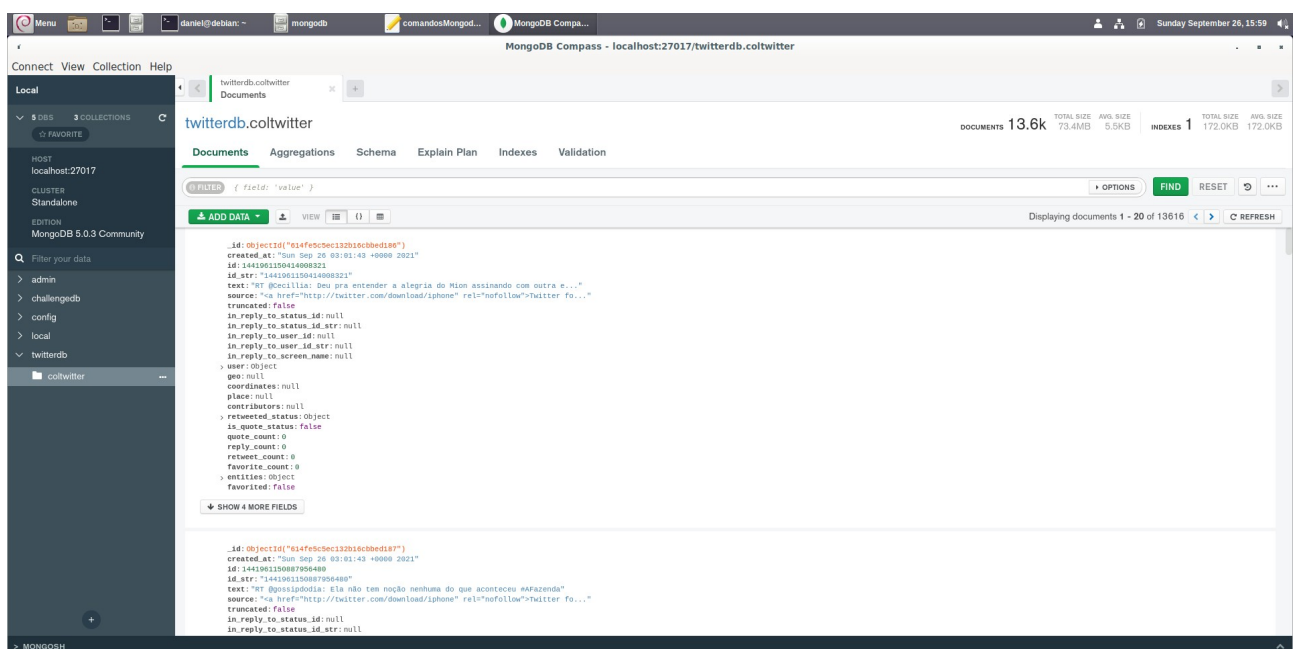 Menu daniel@debian: ~ mongodb comandosMongod... MongoDB Compa... Sunday September 26, 15:59
MongoDB Compass - localhost:27017/twitterdb.coltwitter
Connect View Collection Help
Local
5 DBS 3 COLLECTIONS
FAVORITE
HOST
localhost:27017
CLUSTER
Standalone
EDITION
MongoDB 5.0.3 Community
Filter your data
admin
challengedb
config
local
twitterdb
coltwitter
twitterdb.coltwitter
Documents
twitterdb.coltwitter
DOCUMENTS 13.6k TOTAL SIZE 73.4MB AVG. SIZE 5.5KB INDEXES 1 TOTAL SIZE 172.0KB AVG. SIZE 172.0KB
Documents Aggregations Schema Explain Plan Indexes Validation
FILTER { field: 'value' } OPTIONS FIND RESET ...
ADD DATA VIEW {} Displaying documents 1 - 20 of 13616 < > REFRESH
_id: ObjectId("614fe5c5ec132b16cbbed186")
created_at: "Sun Sep 26 03:01:43 +0000 2021"
id: 1441961150414008321
id_str: "1441961150414008321"
text: "RT @Cecillia: Deu pra entender a alegria do Mion assinando com outra e..."
source: "<a href="http://twitter.com/download/iphone" rel="nofollow">Twitter fo..."
truncated: false
in_reply_to_status_id: null
in_reply_to_status_id_str: null
in_reply_to_user_id: null
in_reply_to_user_id_str: null
in_reply_to_screen_name: null
> user: Object
geo: null
coordinates: null
place: null
contributors: null
> retweeted_status: Object
is_quote_status: false
quote_count: 0
reply_count: 0
retweet_count: 0
favorite_count: 0
> entities: Object
favorited: false
SHOW 4 MORE FIELDS
_id: ObjectId("614fe5c5ec132b16cbbed187")
created_at: "Sun Sep 26 03:01:43 +0000 2021"
id: 1441961150887956480
id_str: "1441961150887956480"
text: "RT @gossipdodia: Ela não tem noção nenhuma do que aconteceu #AFazenda"
source: "<a href="http://twitter.com/download/iphone" rel="nofollow">Twitter fo..."
truncated: false
in_reply_to_status_id: null
in_reply_to_status_id_str: null
> MONGOSH